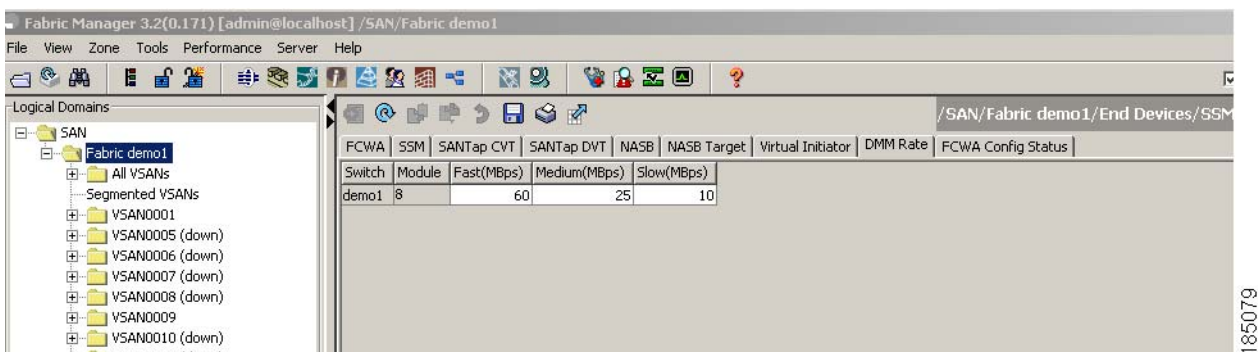 Fabric Manager 3.2(0.171) [admin@localhost] /SAN/Fabric demo1
File View Zone Tools Performance Server Help
Logical Domains
/SAN/Fabric demo1/End Devices/SSM
SAN
Fabric demo1
All VSANs
Segmented VSANs
VSAN0001
VSAN0005 (down)
VSAN0006 (down)
VSAN0007 (down)
VSAN0008 (down)
VSAN0009
VSAN0010 (down)
FCWA SSM SANTap CVT SANTap DVT NASB NASB Target Virtual Initiator DMM Rate FCWA Config Status
Switch Module Fast(MBps) Medium(MBps) Slow(MBps)
demo1 8 60 25 10
185079